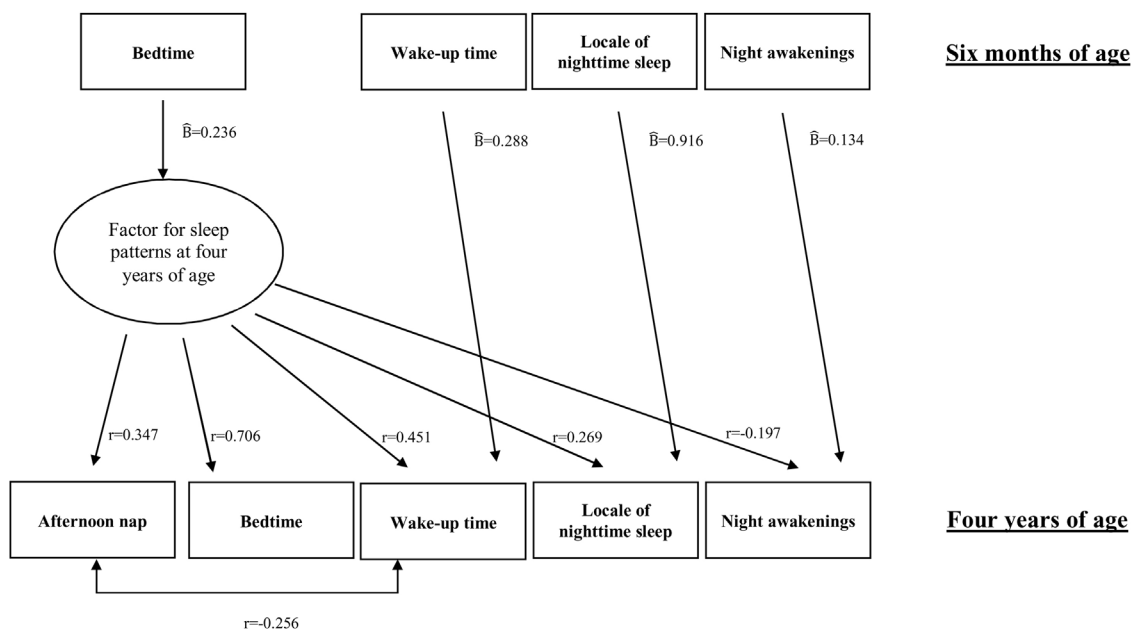 Bedtime
Wake-up time
Locale of
nighttime sleep
Night awakenings
Six months of age
B̂=0.236
B̂=0.288
B̂=0.916
B̂=0.134
Factor for sleep
patterns at four
years of age
r=0.347
r=0.706
r=0.451
r=0.269
r=-0.197
Afternoon nap
Bedtime
Wake-up time
Locale of
nighttime sleep
Night awakenings
Four years of age
r=-0.256